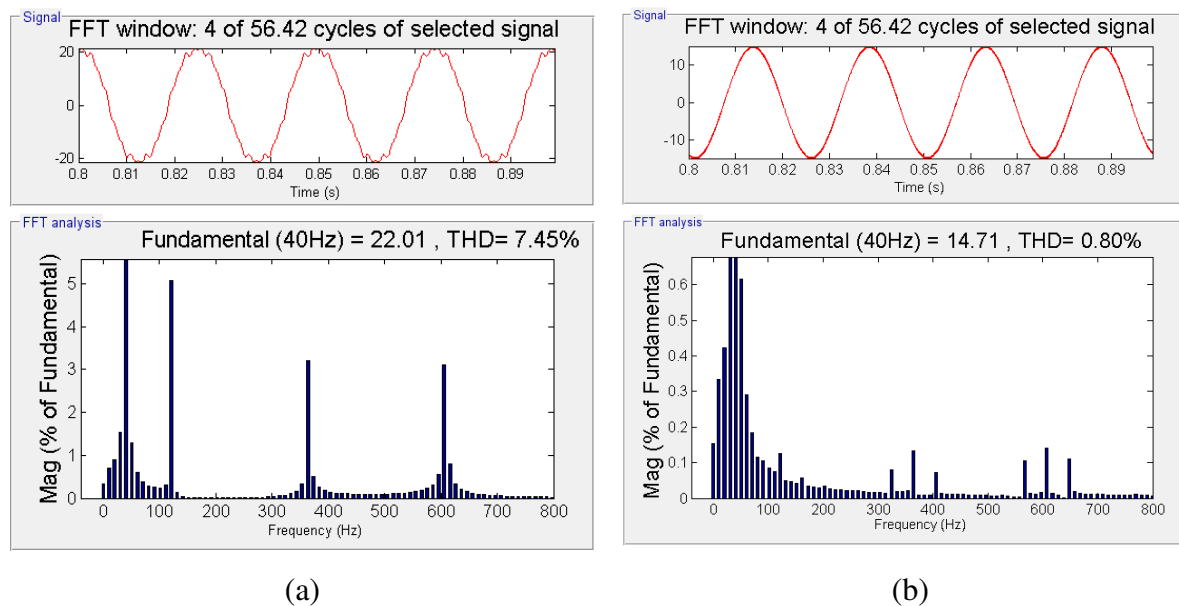 Signal
FFT window: 4 of 56.42 cycles of selected signal
20
0
-20
0.8 0.81 0.82 0.83 0.84 0.85 0.86 0.87 0.88 0.89
Time (s)
FFT analysis
Fundamental (40Hz) = 22.01 , THD= 7.45%
Mag (% of Fundamental)
5
4
3
2
1
0
0 100 200 300 400 500 600 700 800
Frequency (Hz)
(a)
Signal
FFT window: 4 of 56.42 cycles of selected signal
10
0
-10
0.8 0.81 0.82 0.83 0.84 0.85 0.86 0.87 0.88 0.89
Time (s)
FFT analysis
Fundamental (40Hz) = 14.71 , THD= 0.80%
Mag (% of Fundamental)
0.6
0.5
0.4
0.3
0.2
0.1
0
0 100 200 300 400 500 600 700 800
Frequency (Hz)
(b)